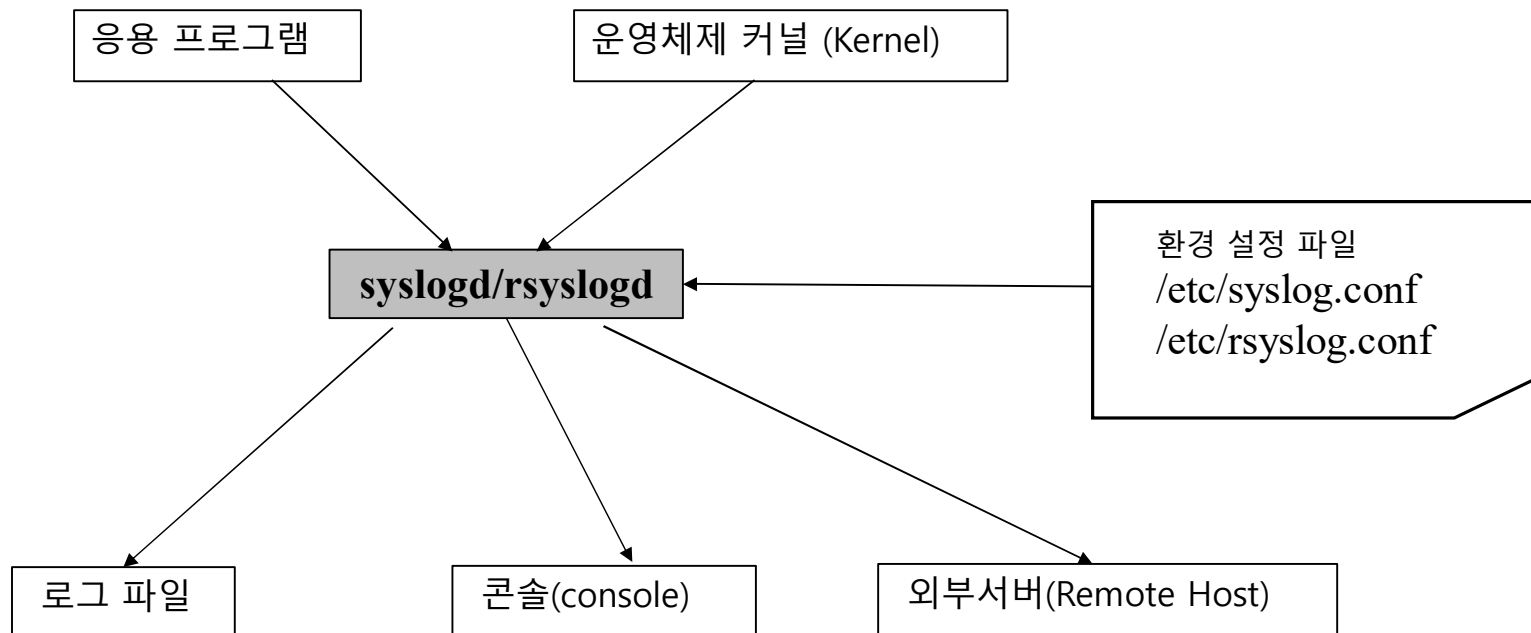 응용 프로그램
운영체제 커널 (Kernel)
환경 설정 파일
/etc/syslog.conf
/etc/rsyslog.conf
syslogd/rsyslogd
로그 파일
콘솔(console)
외부서버(Remote Host)